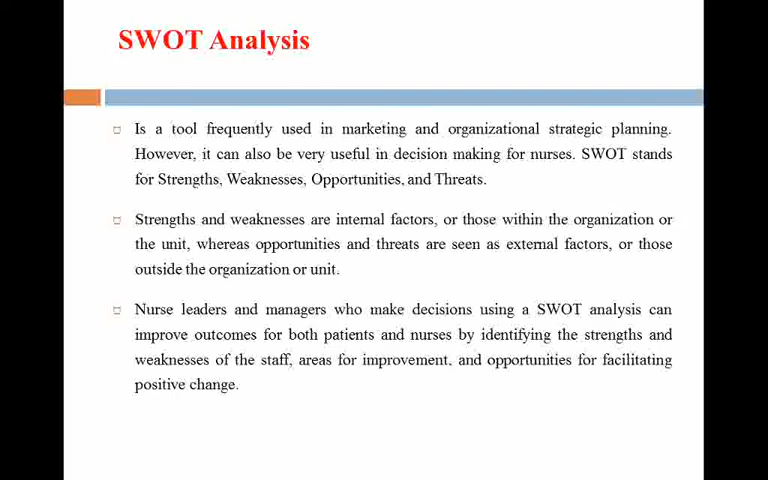 SWOT Analysis
Is a tool frequently used in marketing and organizational strategic planning.
However, it can also be very useful in decision making for nurses. SWOT stands
for Strengths, Weaknesses, Opportunities, and Threats.
Strengths and weaknesses are internal factors, or those within the organization or
the unit, whereas opportunities and threats are seen as external factors, or those
outside the organization or unit.
Nurse leaders and managers who make decisions using a SWOT analysis can
improve outcomes for both patients and nurses by identifying the strengths and
weaknesses of the staff, areas for improvement, and opportunities for facilitating
positive change.